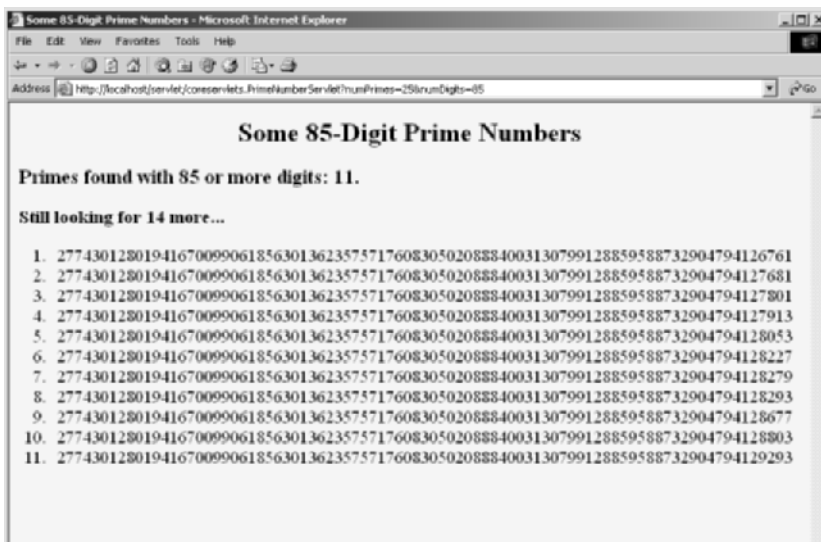 Some 85-Digit Prime Numbers - Microsoft Internet Explorer
File Edit View Favorites Tools Help
Address http://localhost/servlet/coreservlets.PrimeNumberServlet?numPrimes=25&numDigits=85 Go
Some 85-Digit Prime Numbers
Primes found with 85 or more digits: 11.
Still looking for 14 more...
1. 2774301280194167009906185630136235757176083050208884003130799128859588732904794126761
2. 2774301280194167009906185630136235757176083050208884003130799128859588732904794127681
3. 2774301280194167009906185630136235757176083050208884003130799128859588732904794127801
4. 2774301280194167009906185630136235757176083050208884003130799128859588732904794127913
5. 2774301280194167009906185630136235757176083050208884003130799128859588732904794128053
6. 2774301280194167009906185630136235757176083050208884003130799128859588732904794128227
7. 2774301280194167009906185630136235757176083050208884003130799128859588732904794128279
8. 2774301280194167009906185630136235757176083050208884003130799128859588732904794128293
9. 2774301280194167009906185630136235757176083050208884003130799128859588732904794128677
10. 2774301280194167009906185630136235757176083050208884003130799128859588732904794128803
11. 2774301280194167009906185630136235757176083050208884003130799128859588732904794129293